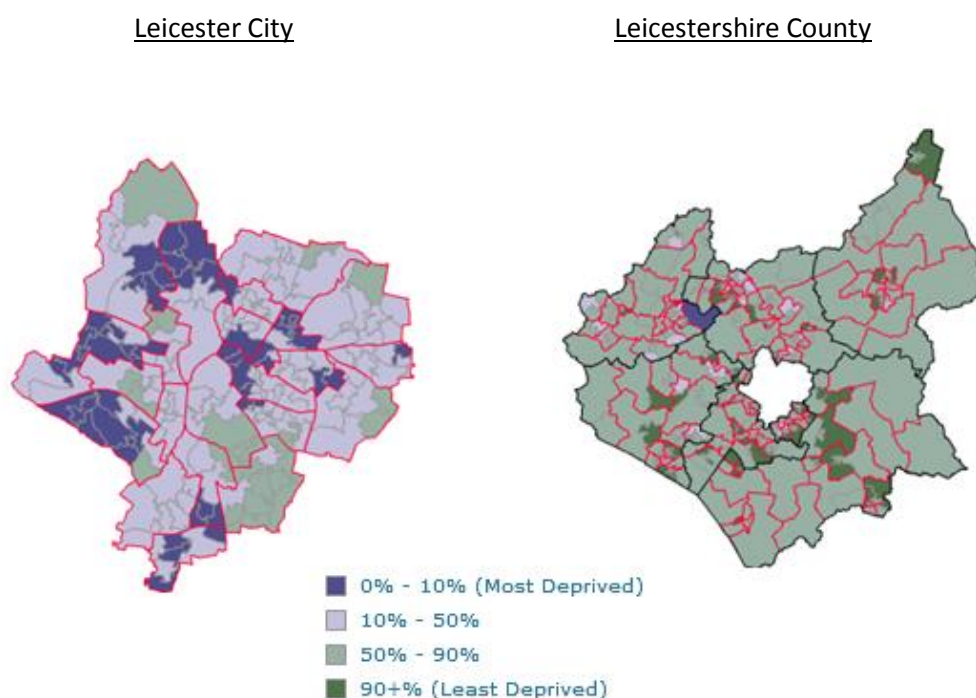 Leicester City
Leicestershire County
0% - 10% (Most Deprived)
10% - 50%
50% - 90%
90+% (Least Deprived)